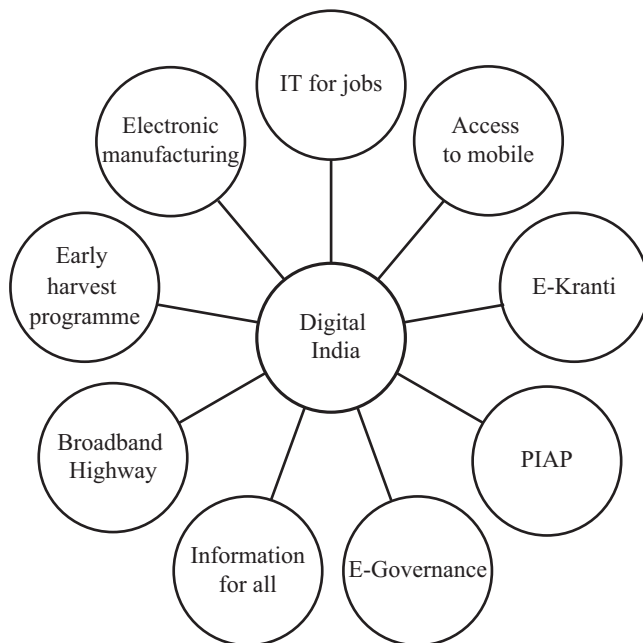 IT for jobs
Access
to mobile
E-Kranti
PIAP
E-Governance
Information
for all
Broadband
Highway
Early
harvest
programme
Electronic
manufacturing
Digital
India